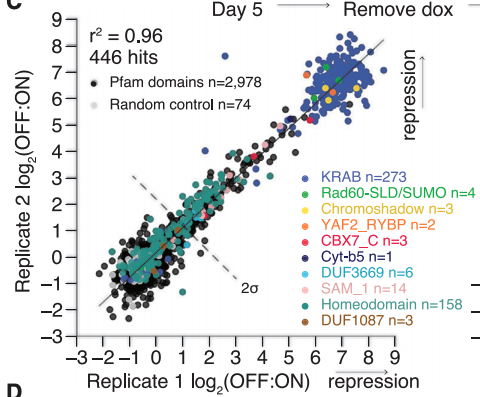 C
Day 5
Remove dox
r² = 0.96
446 hits
Pfam domains n=2,978
Random control n=74
repression
KRAB n=273
Rad60-SLD/SUMO n=4
Chromoshadow n=3
YAF2_RYBP n=2
CBX7_C n=3
Cyt-b5 n=1
DUF3669 n=6
SAM_1 n=14
Homeodomain n=158
DUF1087 n=3
2σ
Replicate 2 log₂(OFF:ON)
9
8
7
6
5
4
3
2
1
0
−1
−2
−3
−3 −2 −1 0 1 2 3 4 5 6 7 8 9
Replicate 1 log₂(OFF:ON) repression
D